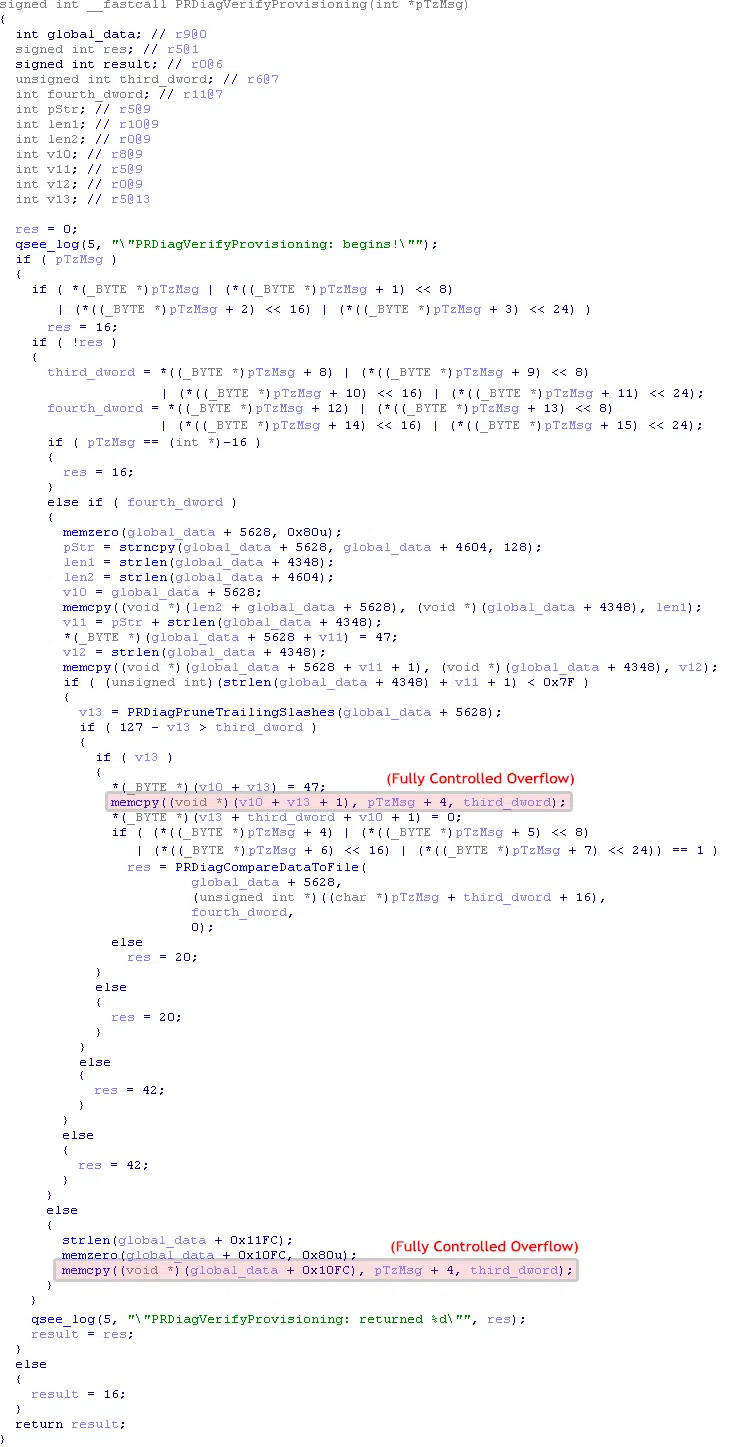 signed int __fastcall PRDiagVerifyProvisioning(int *pTzMsg)
{
  int global_data; // r9@0
  signed int res; // r5@1
  signed int result; // r0@6
  unsigned int third_dword; // r6@7
  int fourth_dword; // r11@7
  int pStr; // r5@9
  int len1; // r10@9
  int len2; // r0@9
  int v10; // r8@9
  int v11; // r5@9
  int v12; // r0@9
  int v13; // r5@13

  res = 0;
  qsee_log(5, "\"PRDiagVerifyProvisioning: begins!\"");
  if ( pTzMsg )
  {
    if ( *(_BYTE *)pTzMsg | (*((_BYTE *)pTzMsg + 1) << 8)
       | (*((_BYTE *)pTzMsg + 2) << 16) | (*((_BYTE *)pTzMsg + 3) << 24) )
      res = 16;
    if ( !res )
    {
      third_dword = *((_BYTE *)pTzMsg + 8) | (*((_BYTE *)pTzMsg + 9) << 8)
                    | (*((_BYTE *)pTzMsg + 10) << 16) | (*((_BYTE *)pTzMsg + 11) << 24);
      fourth_dword = *((_BYTE *)pTzMsg + 12) | (*((_BYTE *)pTzMsg + 13) << 8)
                    | (*((_BYTE *)pTzMsg + 14) << 16) | (*((_BYTE *)pTzMsg + 15) << 24);
      if ( pTzMsg == (int *)-16 )
      {
        res = 16;
      }
      else if ( fourth_dword )
      {
        memzero(global_data + 5628, 0x80u);
        pStr = strncpy(global_data + 5628, global_data + 4604, 128);
        len1 = strlen(global_data + 4348);
        len2 = strlen(global_data + 4604);
        v10 = global_data + 5628;
        memcpy((void *)(len2 + global_data + 5628), (void *)(global_data + 4348), len1);
        v11 = pStr + strlen(global_data + 4348);
        *(_BYTE *)(global_data + 5628 + v11) = 47;
        v12 = strlen(global_data + 4348);
        memcpy((void *)(global_data + 5628 + v11 + 1), (void *)(global_data + 4348), v12);
        if ( (unsigned int)(strlen(global_data + 4348) + v11 + 1) < 0x7F )
        {
          v13 = PRDiagPruneTrailingSlashes(global_data + 5628);
          if ( 127 - v13 > third_dword )
          {
            if ( v13 )
            {
              *(_BYTE *)(v10 + v13) = 47;
(Fully Controlled Overflow)
              memcpy((void *)(v10 + v13 + 1), pTzMsg + 4, third_dword);
              *(_BYTE *)(v13 + third_dword + v10 + 1) = 0;
              if ( (*((_BYTE *)pTzMsg + 4) | (*((_BYTE *)pTzMsg + 5) << 8)
                 | (*((_BYTE *)pTzMsg + 6) << 16) | (*((_BYTE *)pTzMsg + 7) << 24)) == 1 )
                res = PRDiagCompareDataToFile(
                        global_data + 5628,
                        (unsigned int *)((char *)pTzMsg + third_dword + 16),
                        fourth_dword,
                        0);
              else
                res = 20;
            }
            else
            {
              res = 20;
            }
          }
          else
          {
            res = 42;
          }
        }
        else
        {
          res = 42;
        }
      }
      else
      {
        strlen(global_data + 0x11FC);
(Fully Controlled Overflow)
        memzero(global_data + 0x10FC, 0x80u);
        memcpy((void *)(global_data + 0x10FC), pTzMsg + 4, third_dword);
      }
    }
    qsee_log(5, "\"PRDiagVerifyProvisioning: returned %d\"", res);
    result = res;
  }
  else
  {
    result = 16;
  }
  return result;
}